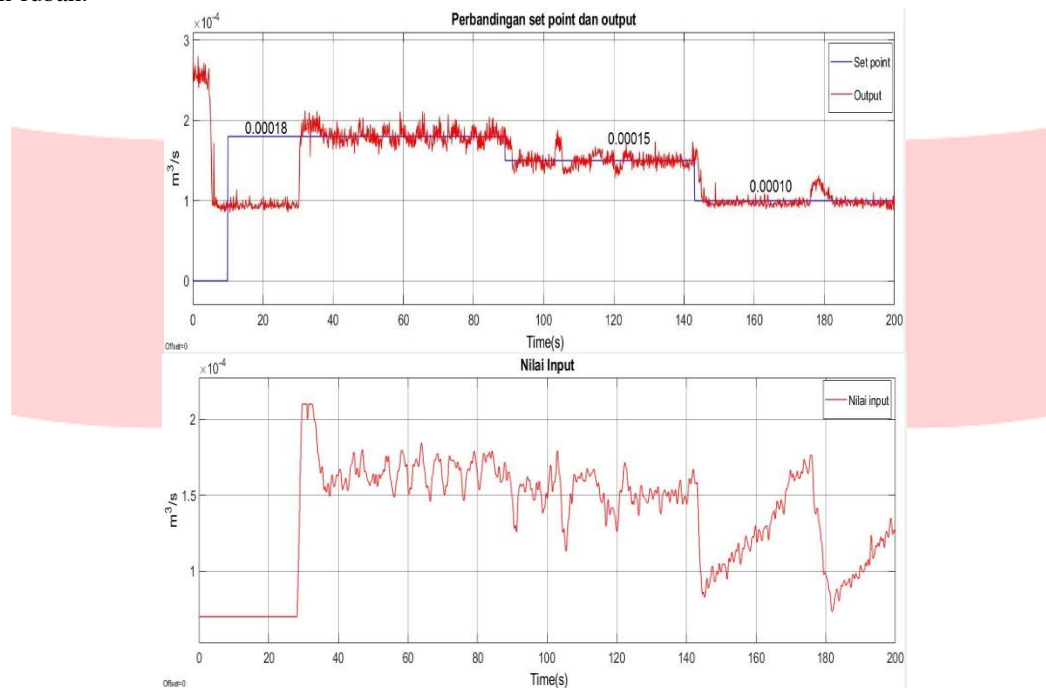 Perbandingan set point dan output
×10⁻⁴
3
2
1
0
m³/s
0.00018
0.00015
0.00010
Set point
Output
0 20 40 60 80 100 120 140 160 180 200
Time(s)
Offset=0
Nilai Input
×10⁻⁴
2
1.5
1
m³/s
Nilai input
0 20 40 60 80 100 120 140 160 180 200
Time(s)
Offset=0